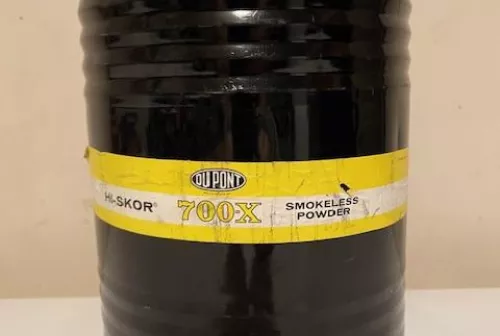 DU PONT
HI-SKOR® 700X SMOKELESS
POWDER